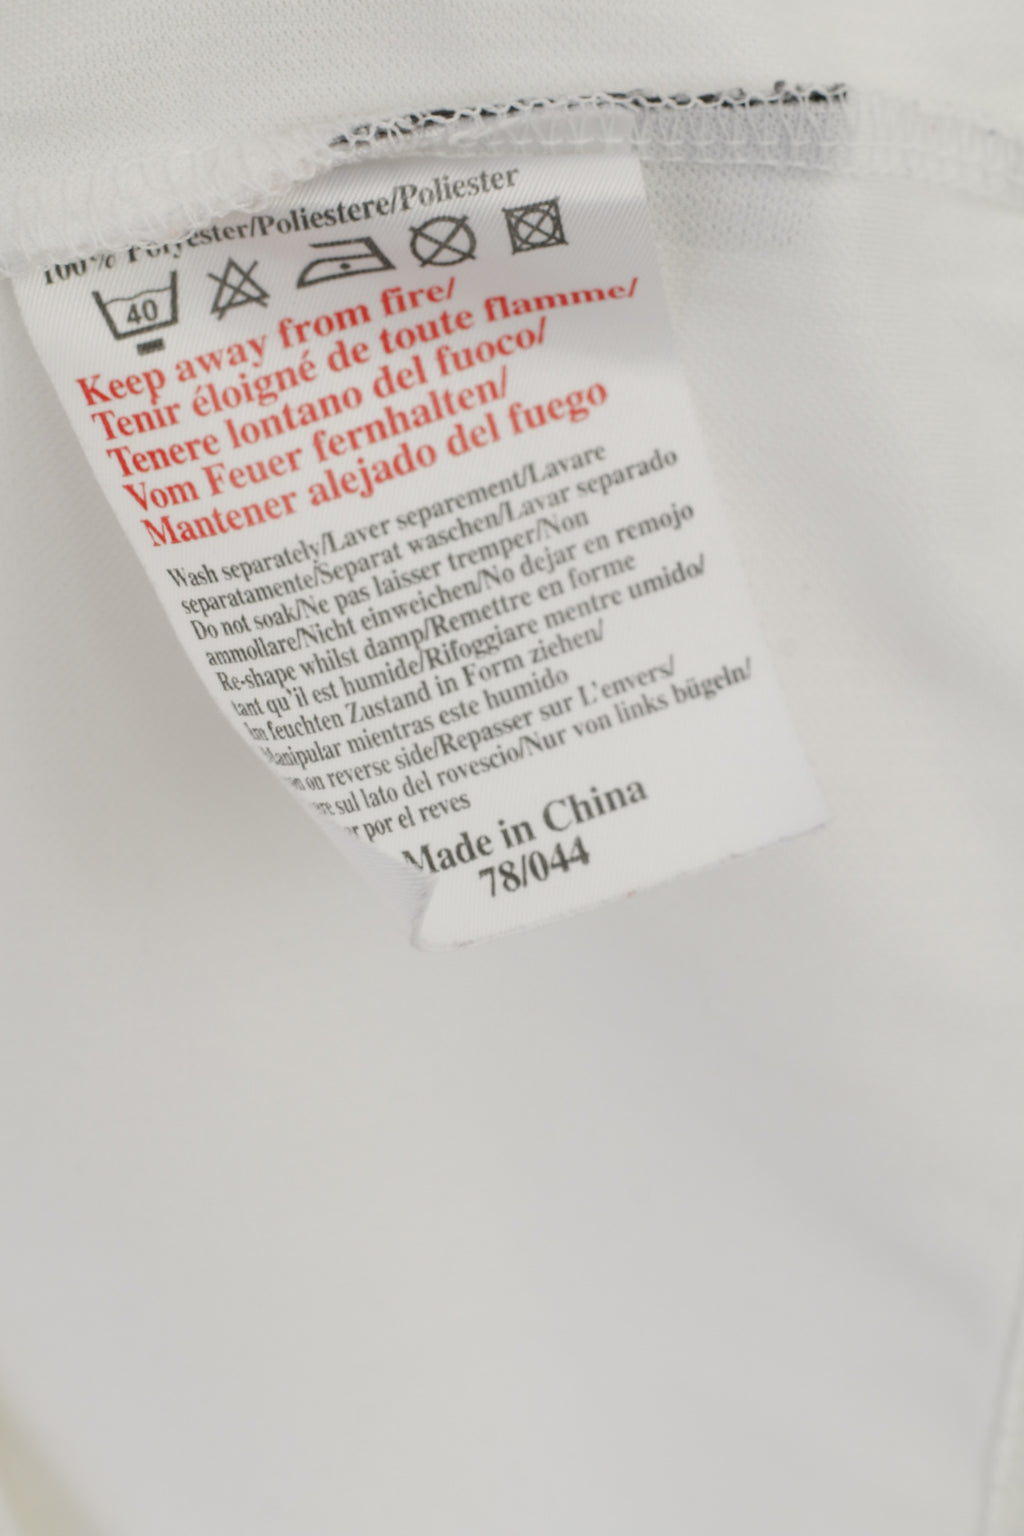 100% Polyester/Poliestere/Poliester
40
Keep away from fire/
Tenir éloigné de toute flamme/
Tenere lontano del fuoco/
Vom Feuer fernhalten/
Mantener alejado del fuego
Wash separately/Laver separement/Lavare
separatamente/Separat waschen/Lavar separado
Do not soak/Ne pas laisser tremper/Non
ammollare/Nicht einweichen/No dejar en remojo
Re-shape whilst damp/Remettre en forme
tant qu'il est humide/Rifoggiare mentre umido/
Im feuchten Zustand in Form ziehen/
Manipular mientras este humido
on reverse side/Repasser sur L'envers/
sul lato del rovescio/Nur von links bügeln/
por el reves
Made in China
78/044